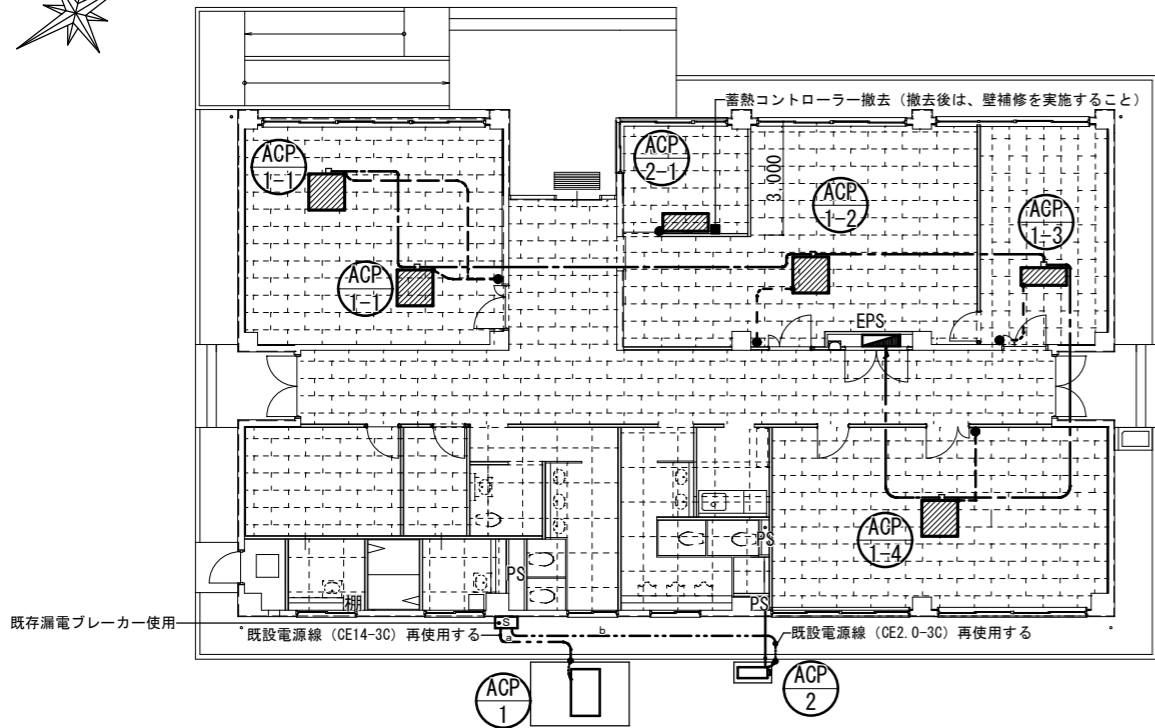 蓄熱コントローラー撤去（撤去後は、壁補修を実施すること）
ACP
1-1
ACP
2-1
3,000
ACP
1-2
ACP
1-3
ACP
1-1
EPS
ACP
1-4
PS
PS
PS
棚
既存漏電ブレーカー使用
S
既設電源線（CE14-3C）再使用する
a
b
既設電源線（CE2.0-3C）再使用する
ACP
1
ACP
2